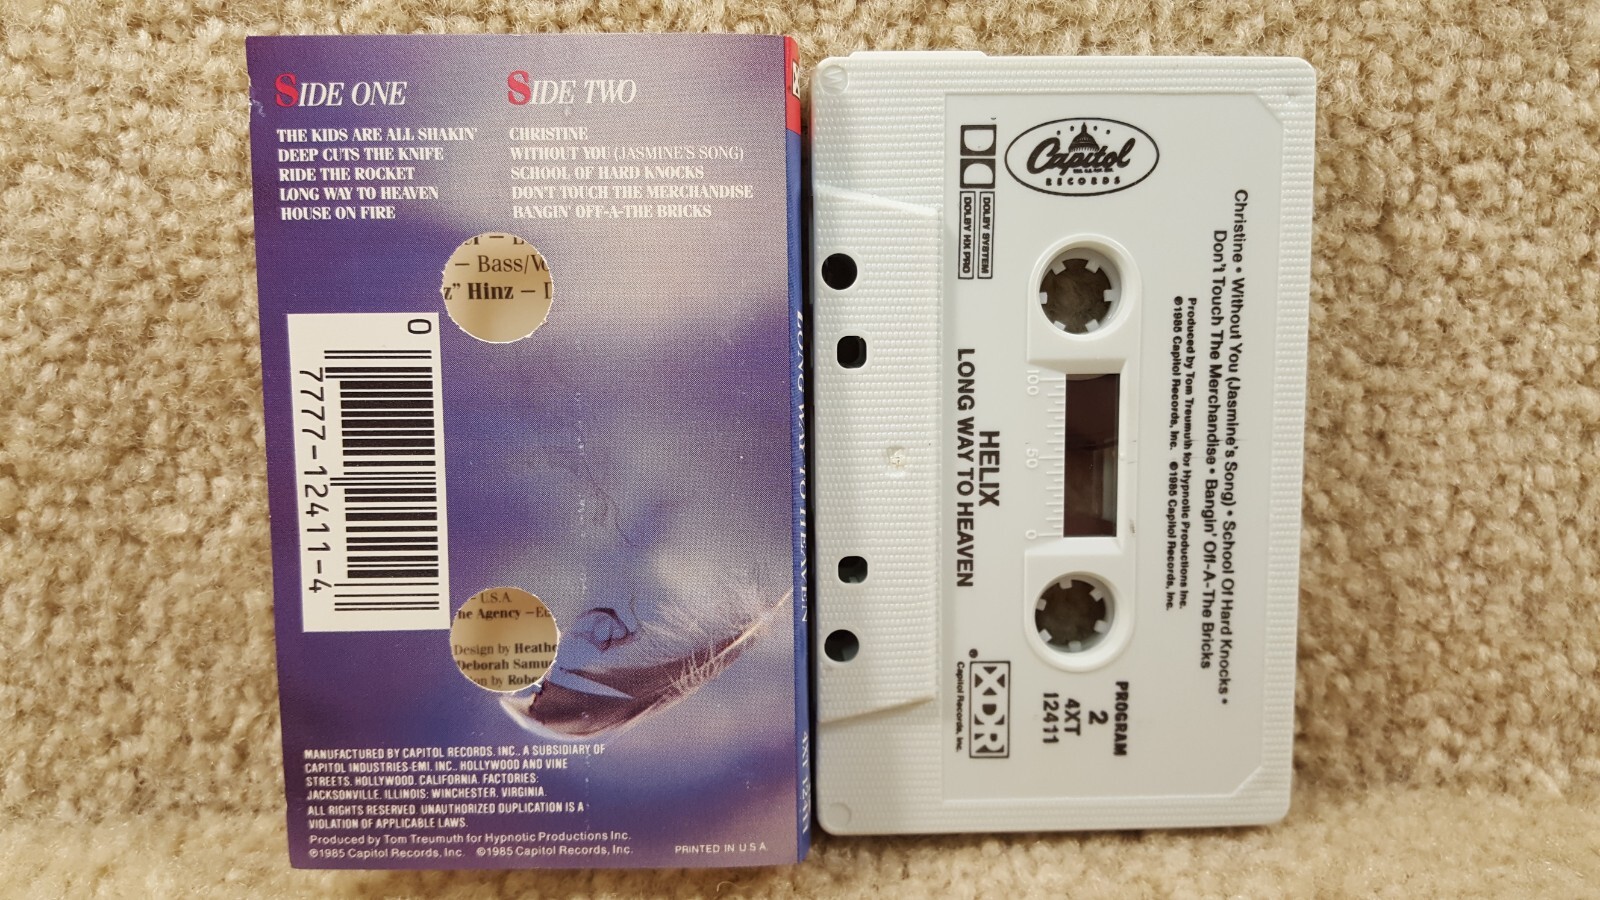 SIDE ONE
THE KIDS ARE ALL SHAKIN'
DEEP CUTS THE KNIFE
RIDE THE ROCKET
LONG WAY TO HEAVEN
HOUSE ON FIRE
SIDE TWO
CHRISTINE
WITHOUT YOU (JASMINE'S SONG)
SCHOOL OF HARD KNOCKS
DON'T TOUCH THE MERCHANDISE
BANGIN' OFF-A-THE BRICKS
– Bass/Vo
z” Hinz –
0
7777-12411-4
– U.S.A.
he Agency –
Design by Heathe
Deborah Samu
on by Robe
MANUFACTURED BY CAPITOL RECORDS, INC., A SUBSIDIARY OF
CAPITOL INDUSTRIES-EMI, INC., HOLLYWOOD AND VINE
STREETS, HOLLYWOOD, CALIFORNIA. FACTORIES:
JACKSONVILLE, ILLINOIS; WINCHESTER, VIRGINIA.
ALL RIGHTS RESERVED. UNAUTHORIZED DUPLICATION IS A
VIOLATION OF APPLICABLE LAWS.
Produced by Tom Treumuth for Hypnotic Productions Inc.
℗1985 Capitol Records, Inc. ©1985 Capitol Records, Inc.
PRINTED IN U.S.A.
LONG WAY TO HEAVEN
4XT 12411
Capitol
RECORDS
DOLBY SYSTEM
DOLBY HX PRO
Christine • Without You (Jasmine's Song) • School Of Hard Knocks •
Don't Touch The Merchandise • Bangin' Off-A-The Bricks
Produced by Tom Treumuth for Hypnotic Productions Inc.
℗1985 Capitol Records, Inc. ©1985 Capitol Records, Inc.
100 50 0
HELIX
LONG WAY TO HEAVEN
PROGRAM
2
4XT
12411
XDR
®
Capitol Records, Inc.